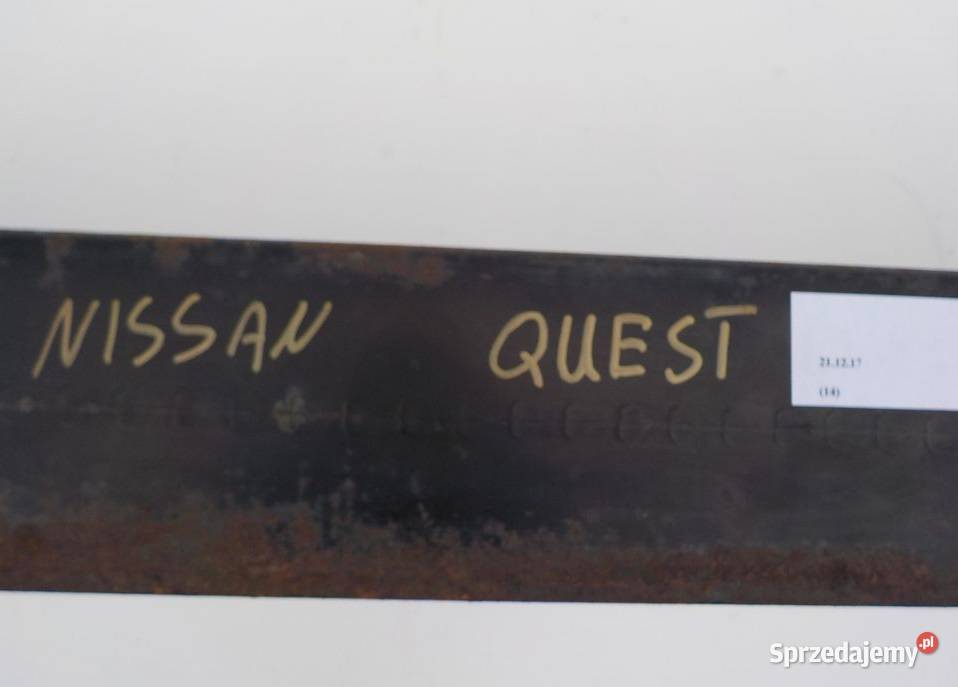 NISSAN QUEST
21.12.17
(14)
Sprzedajemy.pl